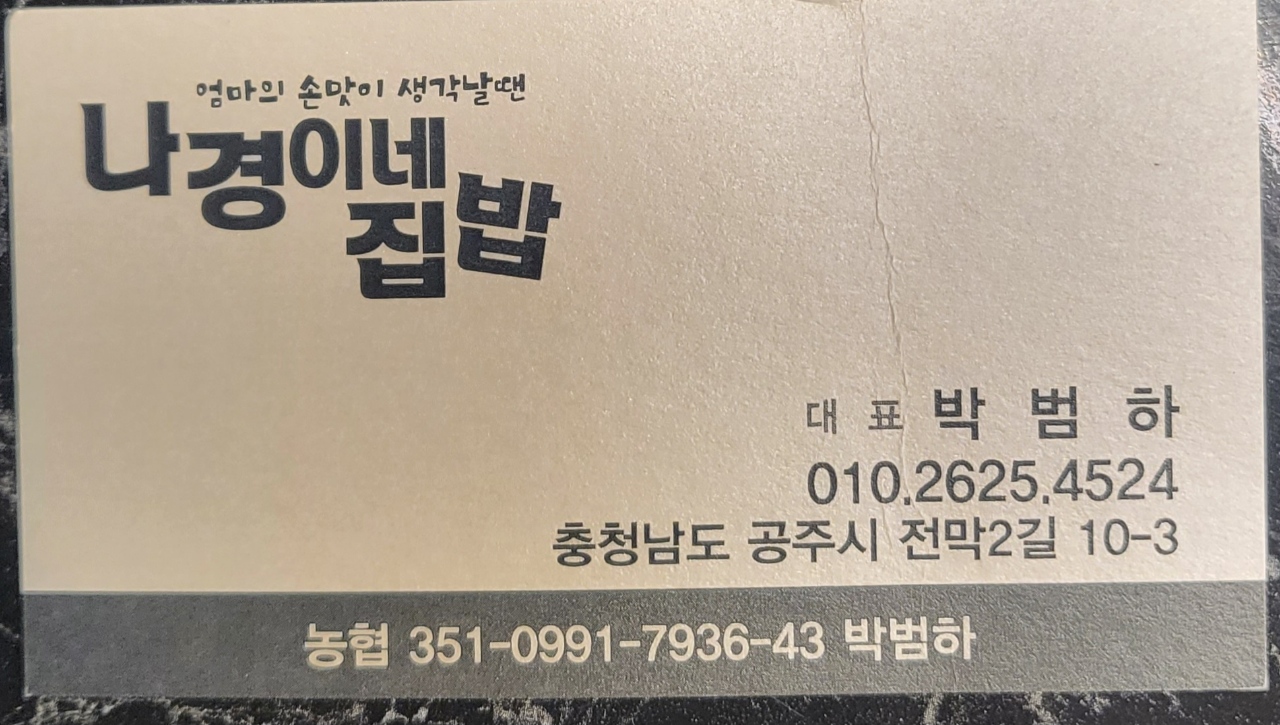 엄마의 손맛이 생각날땐
나경이네
집밥
대 표 박 범 하
010.2625.4524
충청남도 공주시 전막2길 10-3
농협 351-0991-7936-43 박범하